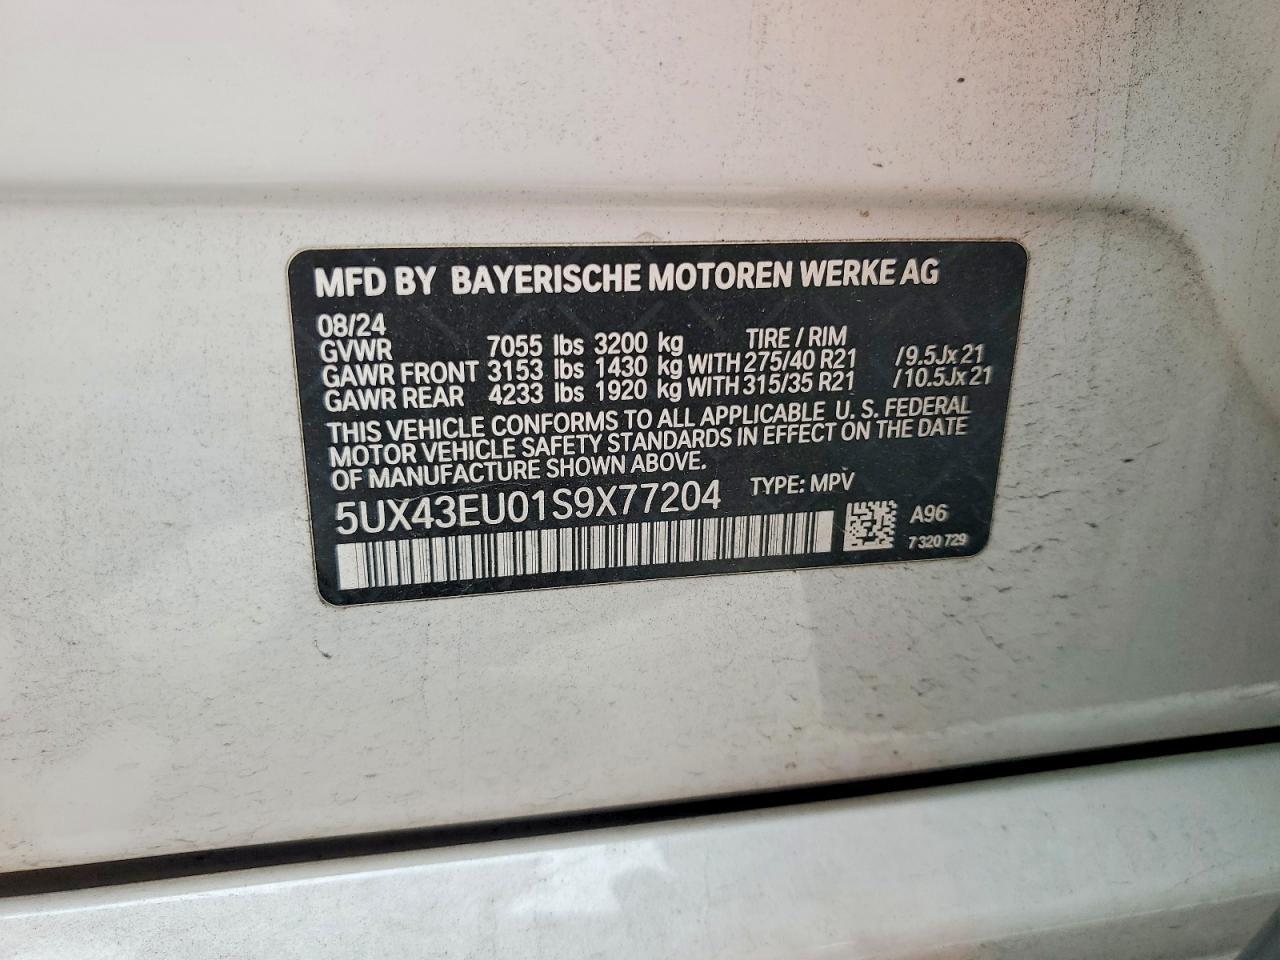 MFD BY BAYERISCHE MOTOREN WERKE AG
08/24
GVWR 7055 lbs 3200 kg TIRE / RIM
GAWR FRONT 3153 lbs 1430 kg WITH 275/40 R21 /9.5Jx21
GAWR REAR 4233 lbs 1920 kg WITH 315/35 R21 /10.5Jx21
THIS VEHICLE CONFORMS TO ALL APPLICABLE U. S. FEDERAL
MOTOR VEHICLE SAFETY STANDARDS IN EFFECT ON THE DATE
OF MANUFACTURE SHOWN ABOVE.
5UX43EU01S9X77204 TYPE: MPV
A96
7 320 729